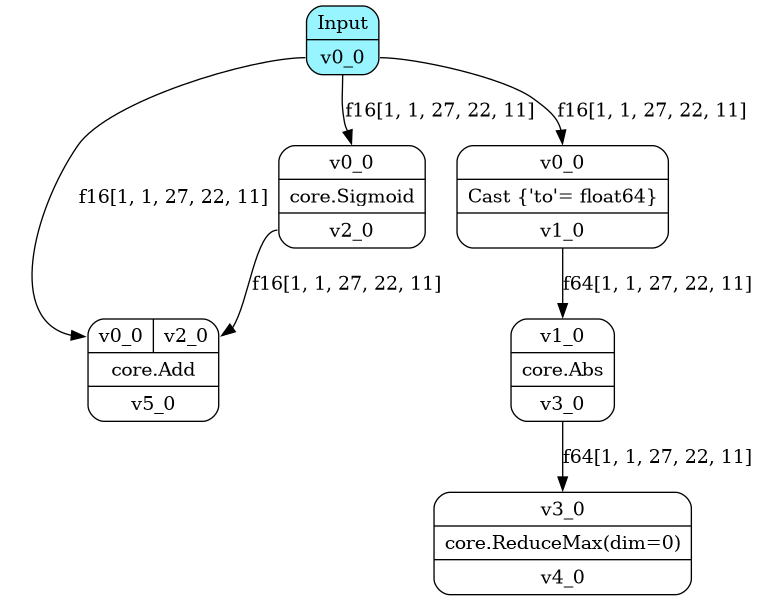 Input
v0_0
f16[1, 1, 27, 22, 11]
f16[1, 1, 27, 22, 11]
v0_0
core.Sigmoid
v2_0
v0_0
Cast {'to'= float64}
v1_0
f16[1, 1, 27, 22, 11]
f16[1, 1, 27, 22, 11]
f64[1, 1, 27, 22, 11]
v0_0 v2_0
core.Add
v5_0
v1_0
core.Abs
v3_0
f64[1, 1, 27, 22, 11]
v3_0
core.ReduceMax(dim=0)
v4_0